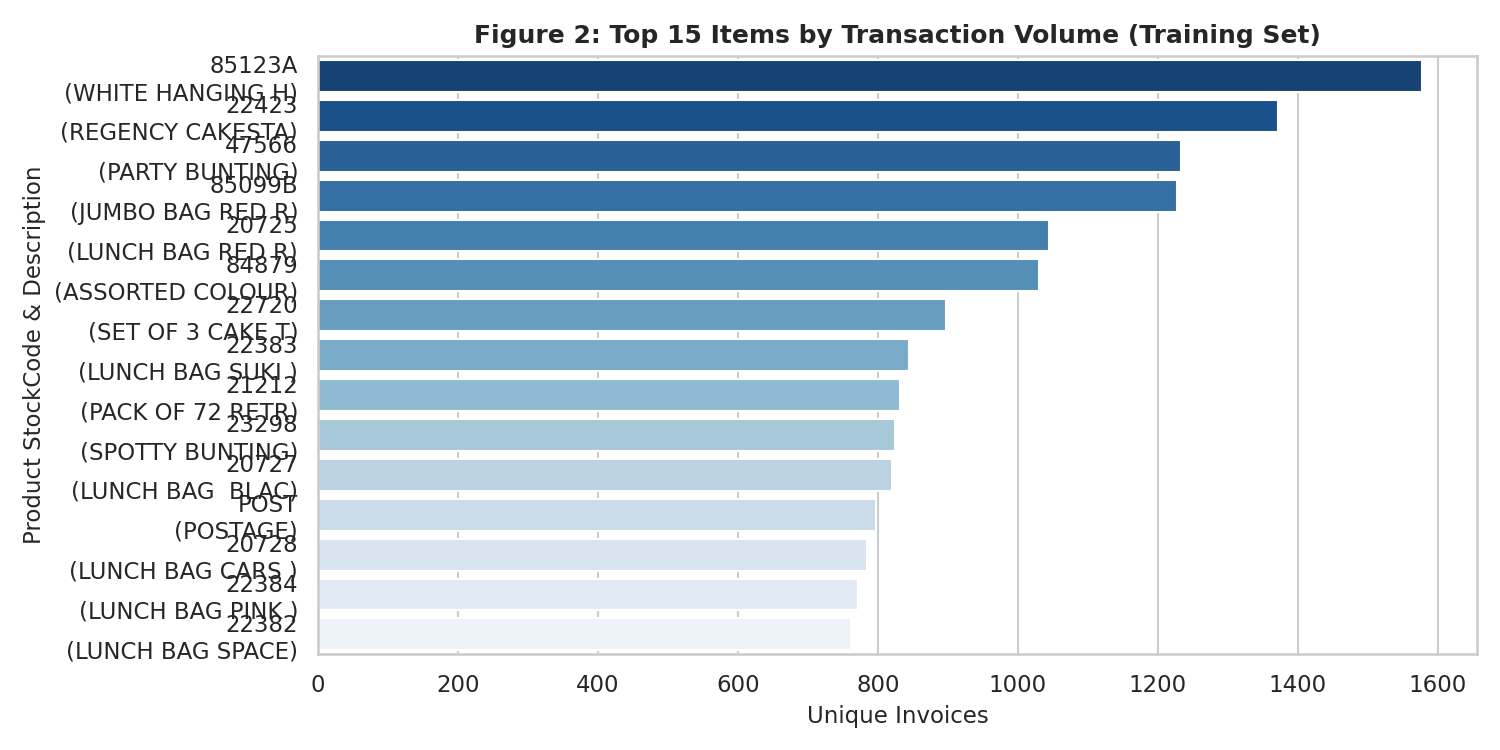 Figure 2: Top 15 Items by Transaction Volume (Training Set)
Product StockCode & Description
85123A
(WHITE HANGING H)
22423
(REGENCY CAKESTA)
47566
(PARTY BUNTING)
85099B
(JUMBO BAG RED R)
20725
(LUNCH BAG RED R)
84879
(ASSORTED COLOUR)
22720
(SET OF 3 CAKE T)
22383
(LUNCH BAG SUKI )
21212
(PACK OF 72 RETR)
23298
(SPOTTY BUNTING)
20727
(LUNCH BAG  BLAC)
POST
(POSTAGE)
20728
(LUNCH BAG CARS )
22384
(LUNCH BAG PINK )
22382
(LUNCH BAG SPACE)
0 200 400 600 800 1000 1200 1400 1600
Unique Invoices